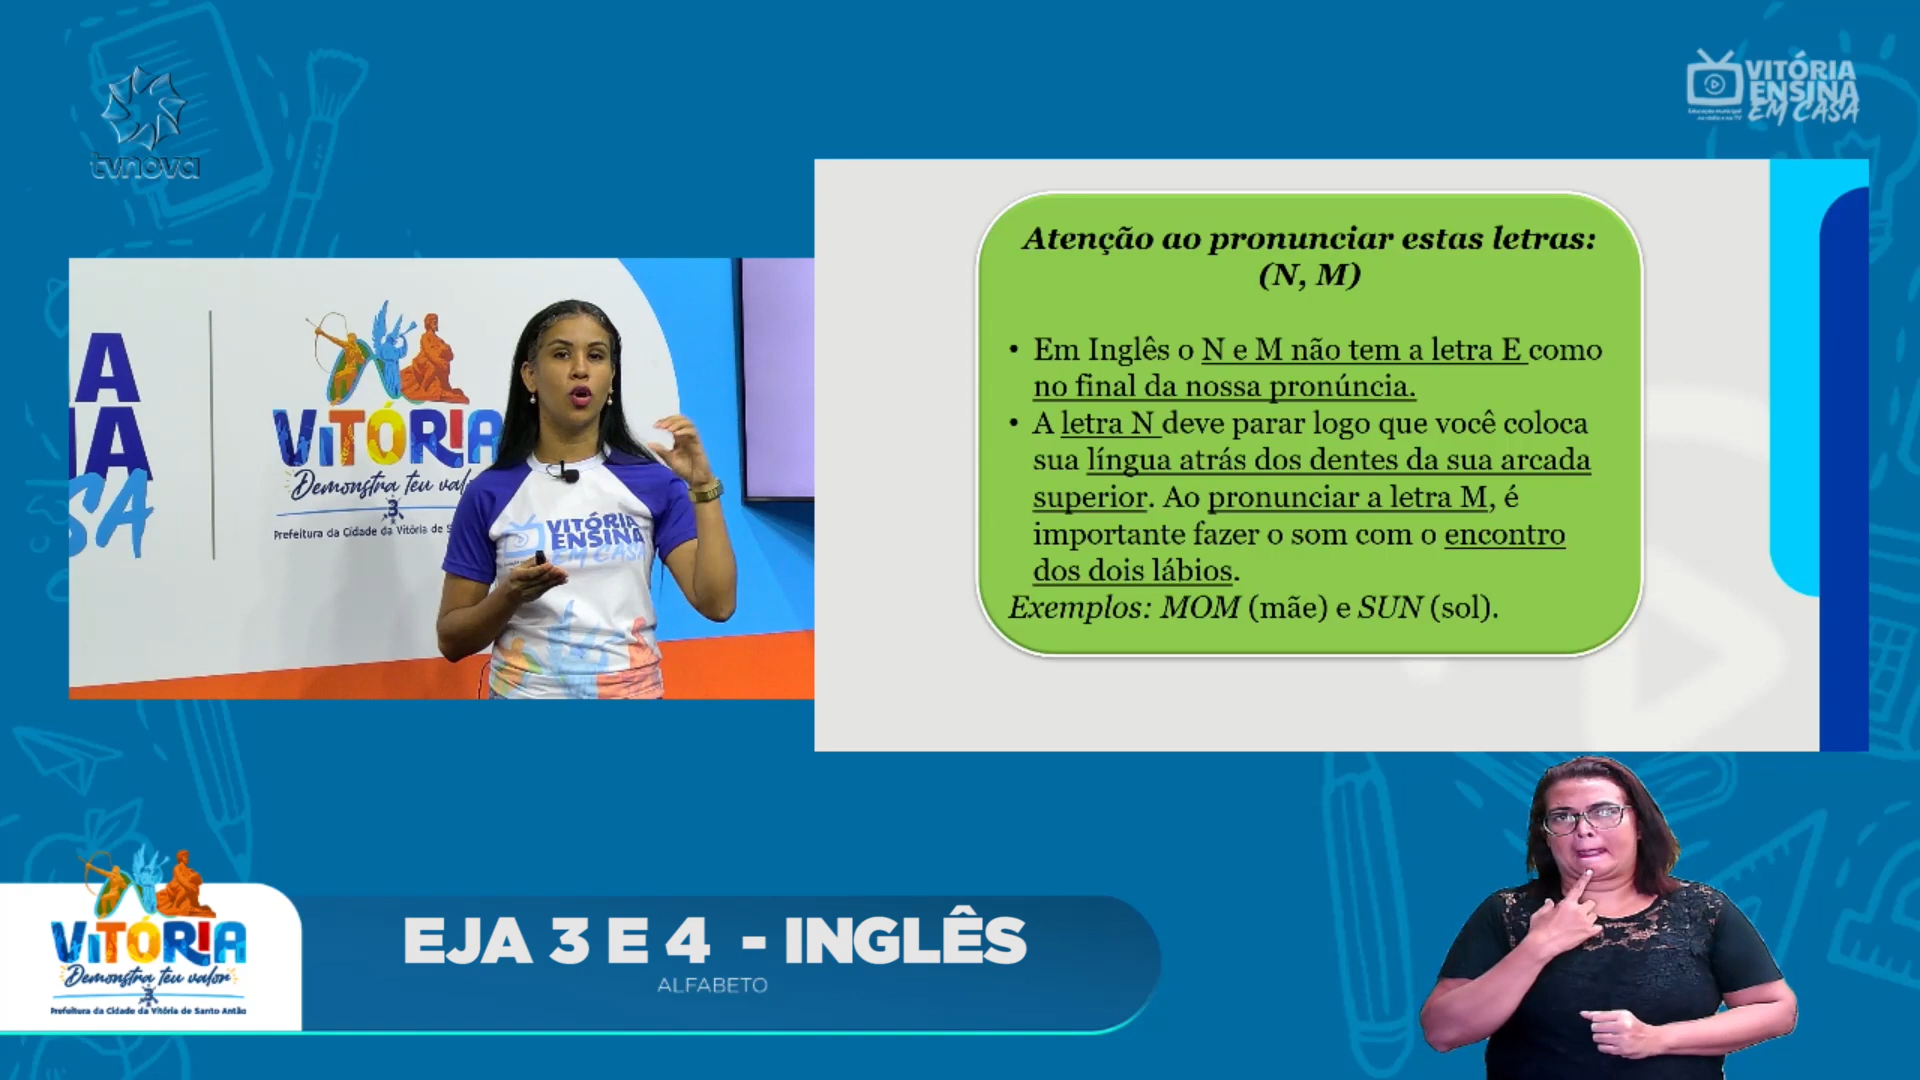 tvnova
VITÓRIA
ENSINA
EM CASA
Atenção ao pronunciar estas letras:
(N, M)
• Em Inglês o N e M não tem a letra E como
no final da nossa pronúncia.
• A letra N deve parar logo que você coloca
sua língua atrás dos dentes da sua arcada
superior. Ao pronunciar a letra M, é
importante fazer o som com o encontro
dos dois lábios.
Exemplos: MOM (mãe) e SUN (sol).
A
A
SA
VITÓRIA
Demonstra teu valor
Prefeitura da Cidade da Vitória de S
VITÓRIA
ENSINA
EM CASA
VITÓRIA
Demonstra teu valor
Prefeitura da Cidade da Vitória de Santo Antão
EJA 3 E 4 - INGLÊS
ALFABETO